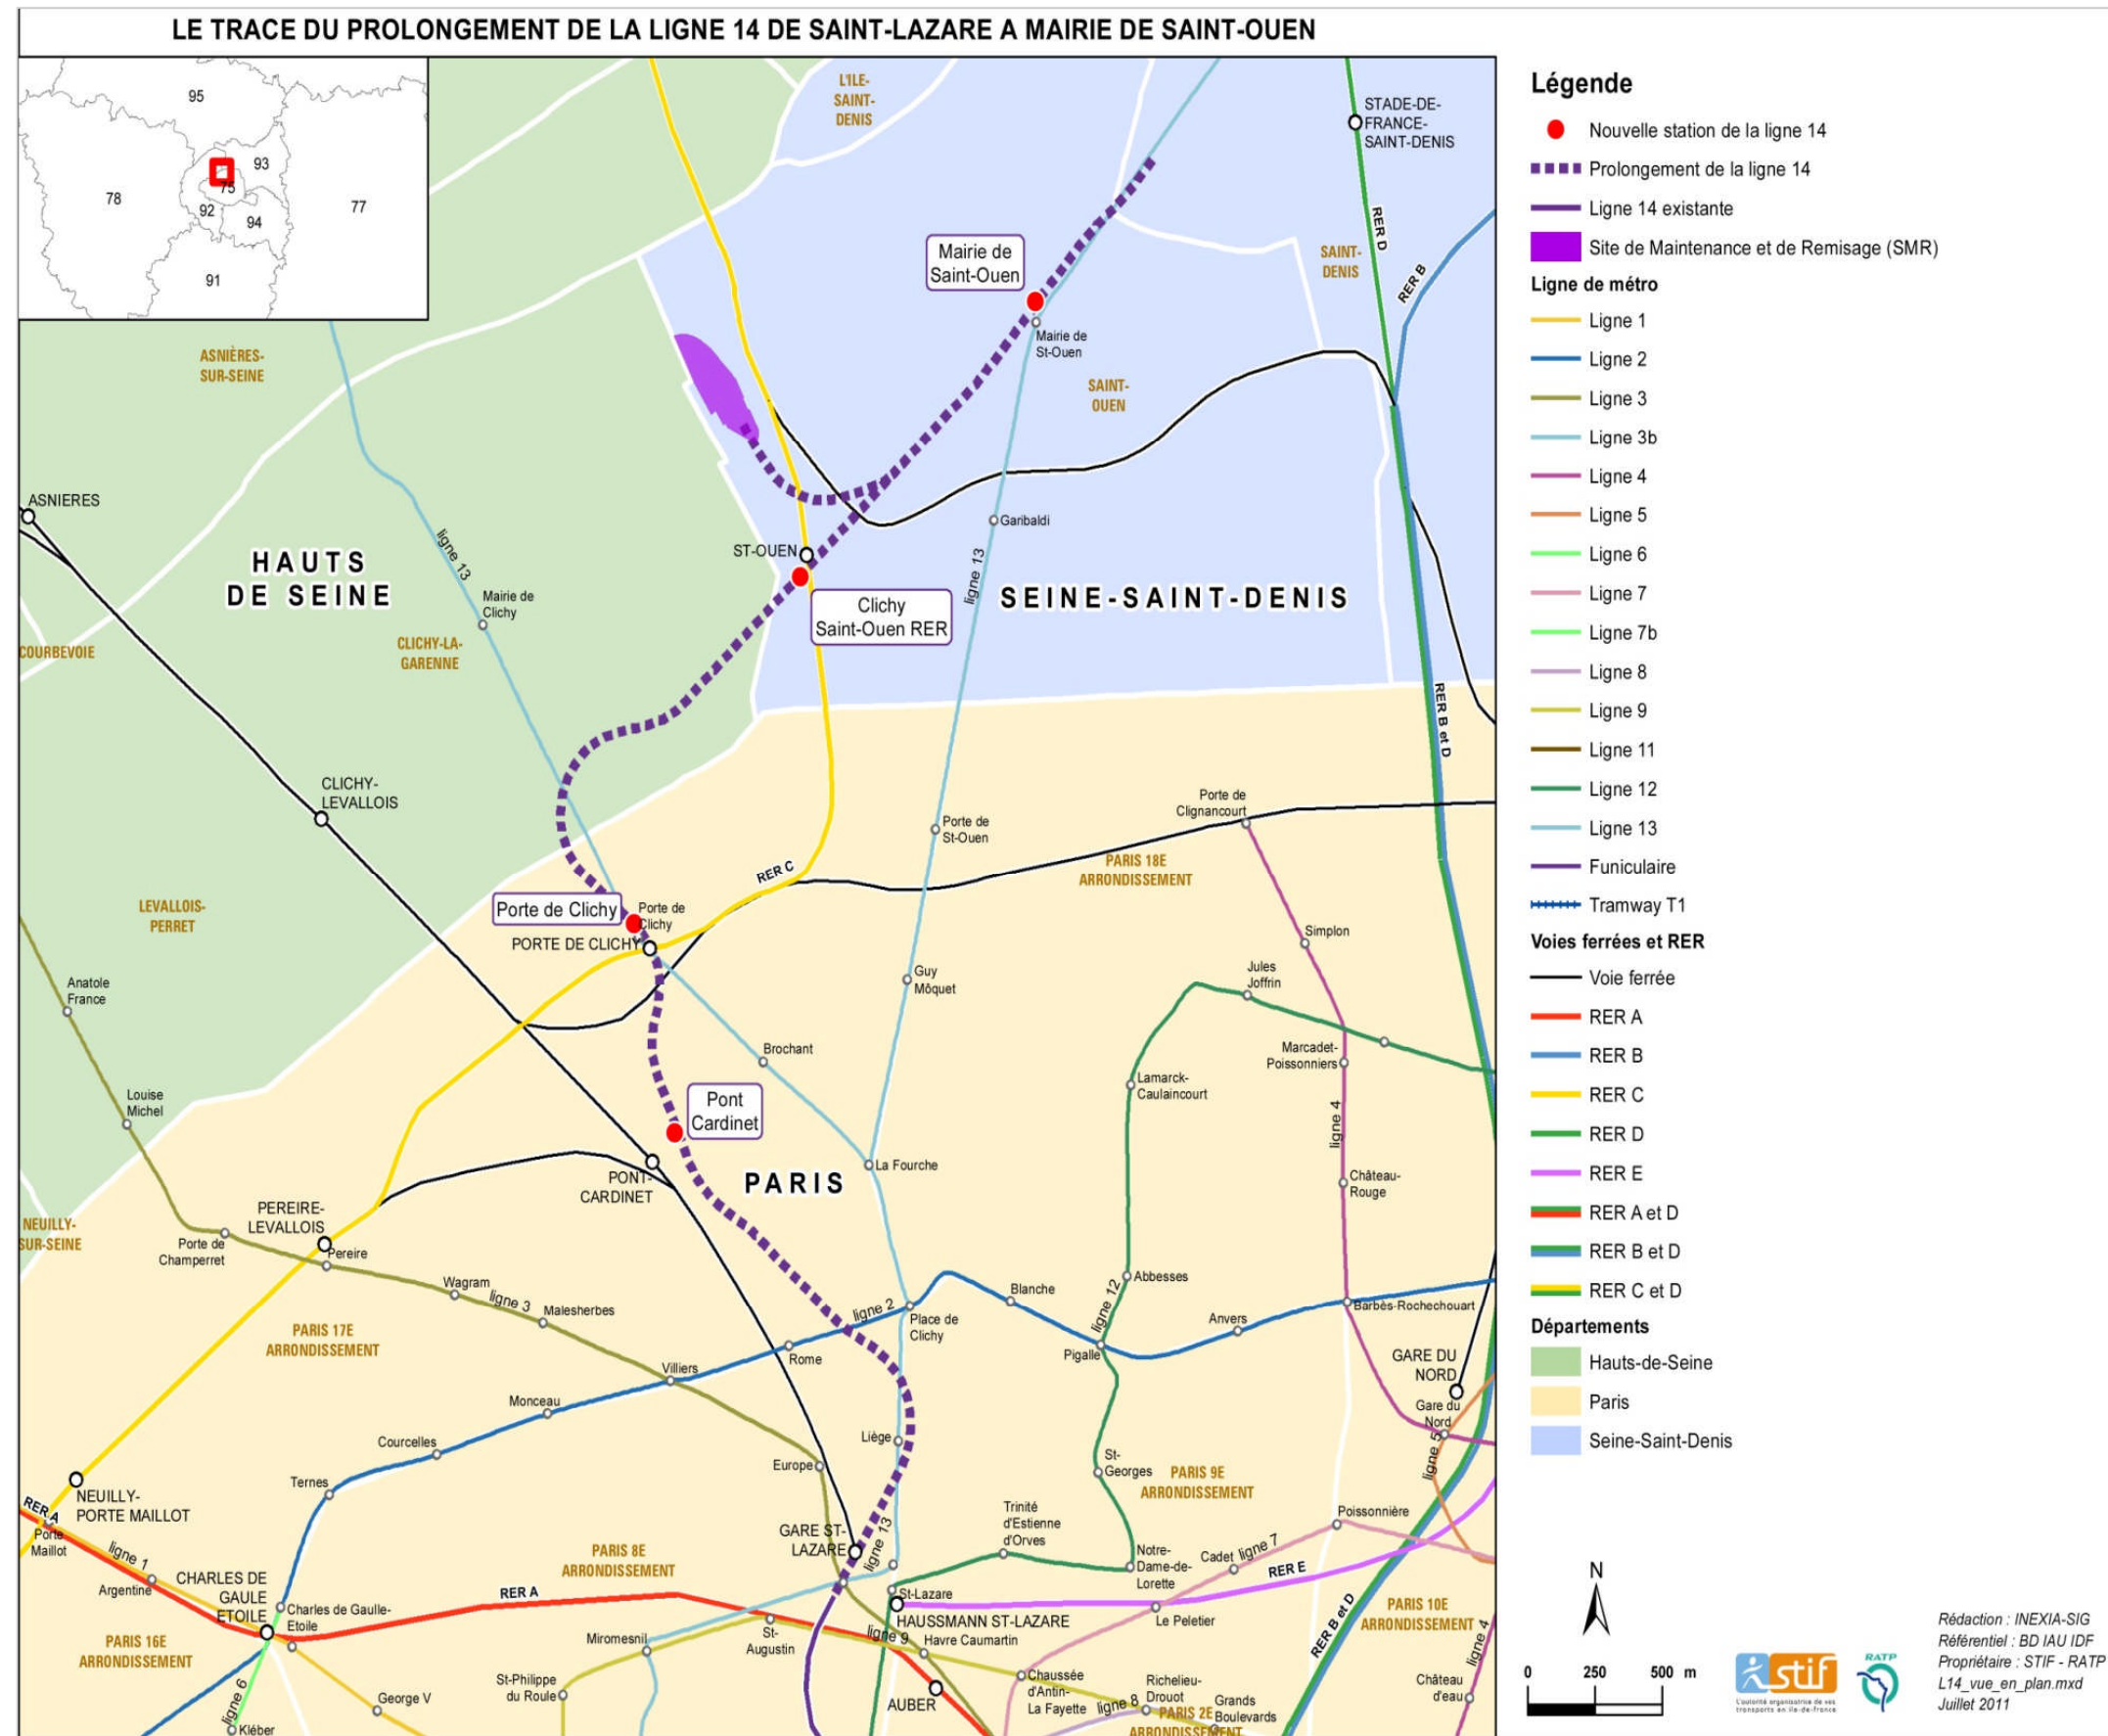 LE TRACE DU PROLONGEMENT DE LA LIGNE 14 DE SAINT-LAZARE A MAIRIE DE SAINT-OUEN
95
93
78
75
77
92
94
91
L'ILE-
SAINT-
DENIS
STADE-DE-
FRANCE-
SAINT-DENIS
RER D
RER B
SAINT-
DENIS
Mairie de
Saint-Ouen
Mairie de
St-Ouen
ASNIÈRES-
SUR-SEINE
SAINT-
OUEN
ASNIERES
ligne 13
HAUTS
DE SEINE
Mairie de
Clichy
ST-OUEN
Garibaldi
ligne 13
Clichy
Saint-Ouen RER
SEINE-SAINT-DENIS
COURBEVOIE
CLICHY-LA-
GARENNE
RER B et D
CLICHY-
LEVALLOIS
Porte de
Clignancourt
Porte de
St-Ouen
RER C
PARIS 18E
ARRONDISSEMENT
LEVALLOIS-
PERRET
Porte de Clichy
Porte de
Clichy
PORTE DE CLICHY
Simplon
Anatole
France
Guy
Môquet
Jules
Joffrin
Brochant
Marcadet-
Poissonniers
Lamarck-
Caulaincourt
Louise
Michel
Pont
Cardinet
ligne 4
La Fourche
PONT-
CARDINET
PARIS
Château-
Rouge
NEUILLY-
SUR-SEINE
PEREIRE-
LEVALLOIS
Porte de
Champerret
Pereire
Wagram
ligne 3
Malesherbes
ligne 2
Place de
Clichy
Blanche
Abbesses
ligne 12
Anvers
Barbès-Rochechouart
PARIS 17E
ARRONDISSEMENT
Rome
Pigalle
Villiers
GARE DU
NORD
Monceau
Gare du
Nord
Courcelles
Liège
ligne 5
Europe
St-
Georges
PARIS 9E
ARRONDISSEMENT
Ternes
NEUILLY-
PORTE MAILLOT
RER A
Porte
Maillot
Trinité
d'Estienne
d'Orves
Poissonnière
GARE ST-
LAZARE
ligne 13
ligne 1
Argentine
PARIS 8E
ARRONDISSEMENT
Notre-
Dame-de-
Lorette
Cadet
ligne 7
RER E
CHARLES DE
GAULE
ETOILE
Charles de Gaulle-
Etoile
RER A
St-Lazare
HAUSSMANN ST-LAZARE
Le Peletier
RER B et D
PARIS 10E
ARRONDISSEMENT
PARIS 16E
ARRONDISSEMENT
Miromesnil
St-
Augustin
ligne 9
Havre Caumartin
ligne 4
St-Philippe
du Roule
AUBER
Chaussée
d'Antin-
La Fayette
Richelieu-
Drouot
ligne 8
Grands
Boulevards
PARIS 2E
ARRONDISSEMENT
Château
d'eau
George V
ligne 6
Kléber
Légende
Nouvelle station de la ligne 14
Prolongement de la ligne 14
Ligne 14 existante
Site de Maintenance et de Remisage (SMR)
Ligne de métro
Ligne 1
Ligne 2
Ligne 3
Ligne 3b
Ligne 4
Ligne 5
Ligne 6
Ligne 7
Ligne 7b
Ligne 8
Ligne 9
Ligne 11
Ligne 12
Ligne 13
Funiculaire
Tramway T1
Voies ferrées et RER
Voie ferrée
RER A
RER B
RER C
RER D
RER E
RER A et D
RER B et D
RER C et D
Départements
Hauts-de-Seine
Paris
Seine-Saint-Denis
N
0 250 500 m
stif
L'autorité organisatrice de vos
transports en île-de-france
RATP
Rédaction : INEXIA-SIG
Référentiel : BD IAU IDF
Propriétaire : STIF - RATP
L14_vue_en_plan.mxd
Juillet 2011